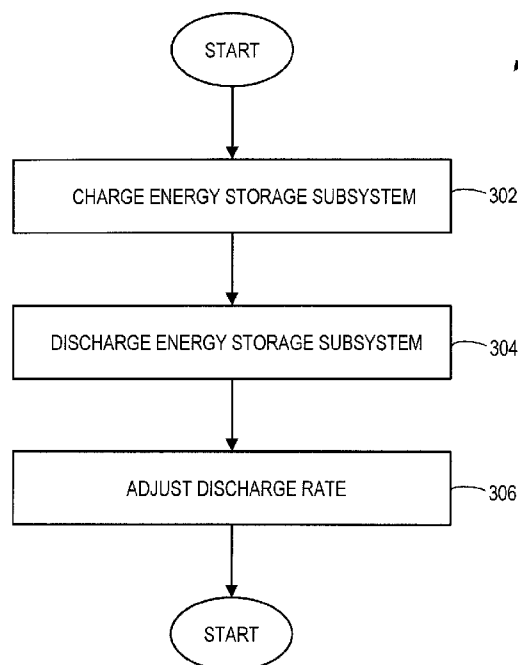 START
CHARGE ENERGY STORAGE SUBSYSTEM
302
DISCHARGE ENERGY STORAGE SUBSYSTEM
304
ADJUST DISCHARGE RATE
306
START